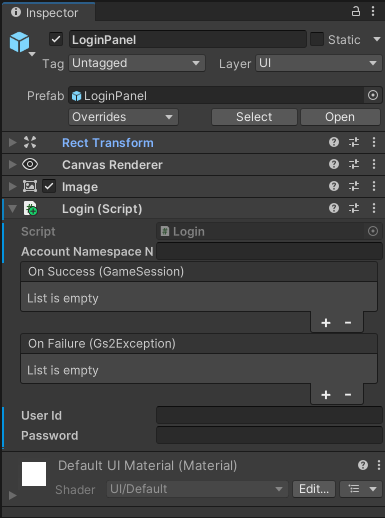 Inspector
LoginPanel
Static
Tag Untagged Layer UI
Prefab LoginPanel
Overrides Select Open
Rect Transform
Canvas Renderer
Image
Login (Script)
Script Login
Account Namespace N
On Success (GameSession)
List is empty
+ -
On Failure (Gs2Exception)
List is empty
+ -
User Id
Password
Default UI Material (Material)
Shader UI/Default Edit...